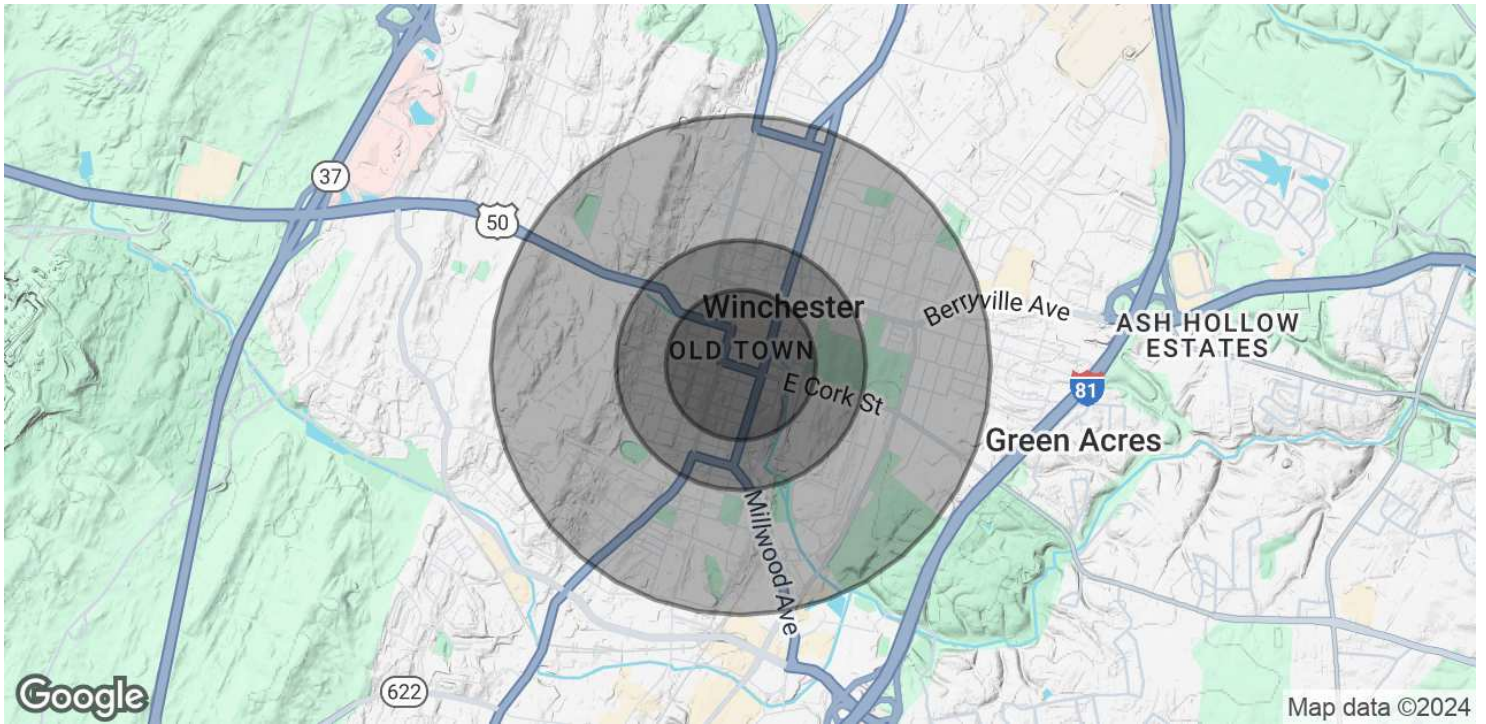 37
50
Winchester
Berryville Ave
ASH HOLLOW
ESTATES
OLD TOWN
E Cork St
81
Green Acres
Millwood Ave
622
Google
Map data ©2024